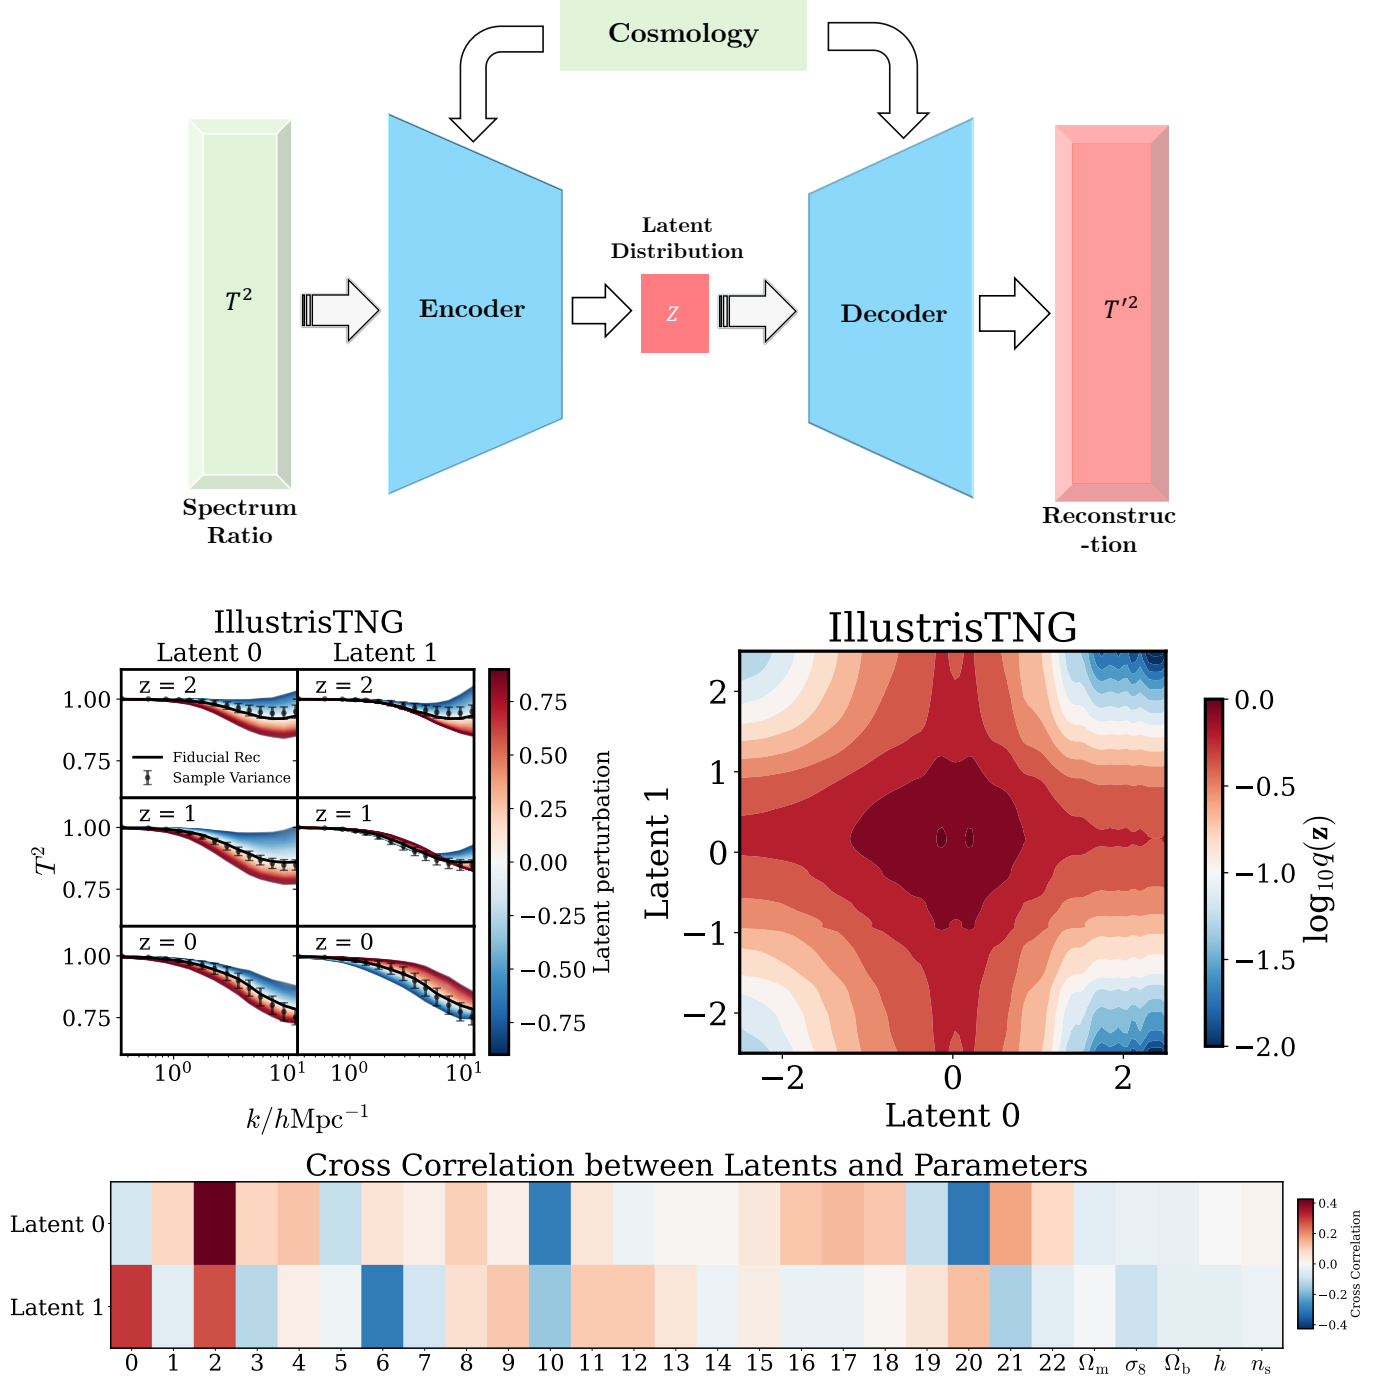 Cosmology
Latent
Distribution
T²
Encoder
Z
Decoder
T′²
Spectrum
Ratio
Reconstruc
-tion
IllustrisTNG
Latent 0
Latent 1
z = 2
z = 2
1.00
0.75
Fiducial Rec
Sample Variance
z = 1
z = 1
1.00
0.75
z = 0
z = 0
1.00
0.75
T²
10⁰
10¹
10⁰
10¹
k/hMpc⁻¹
0.75
0.50
0.25
0.00
−0.25
−0.50
−0.75
Latent perturbation
IllustrisTNG
2
1
0
−1
−2
Latent 1
−2
0
2
Latent 0
0.0
−0.5
−1.0
−1.5
−2.0
log₁₀q(z)
Cross Correlation between Latents and Parameters
Latent 0
Latent 1
0 1 2 3 4 5 6 7 8 9 10 11 12 13 14 15 16 17 18 19 20 21 22 Ωₘ σ₈ Ω_b h nₛ
0.4
0.2
0.0
−0.2
−0.4
Cross Correlation